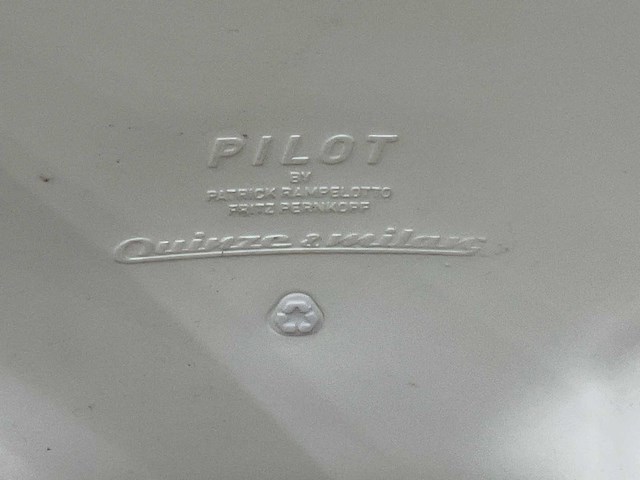 PILOT
BY
PATRICK RAMPELOTTO
FRITZ PERNKOPF
Quinze & milan